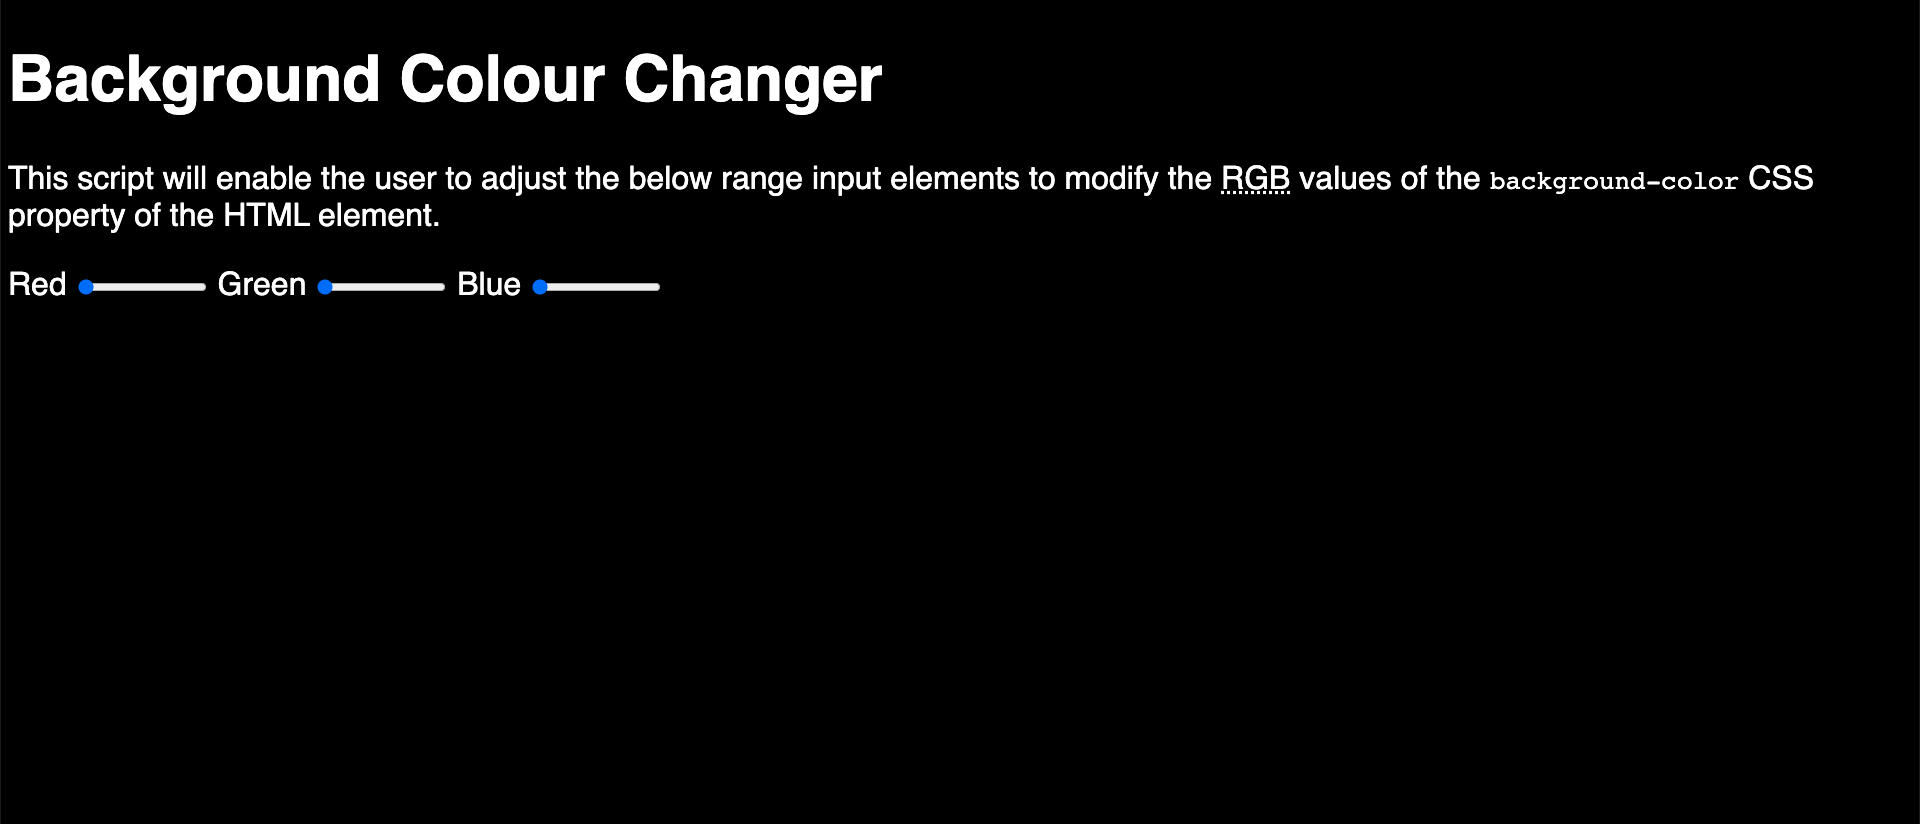 Background Colour Changer
This script will enable the user to adjust the below range input elements to modify the RGB values of the background-color CSS
property of the HTML element.
Red Green Blue